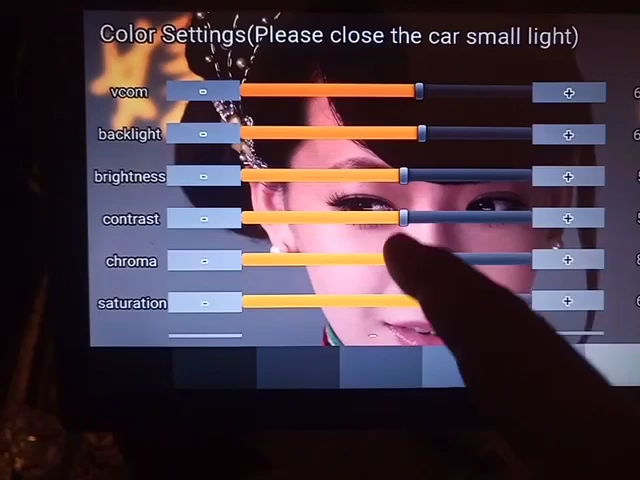 Color Settings(Please close the car small light)
vcom - +
backlight - +
brightness - +
contrast - +
chroma - +
saturation - +